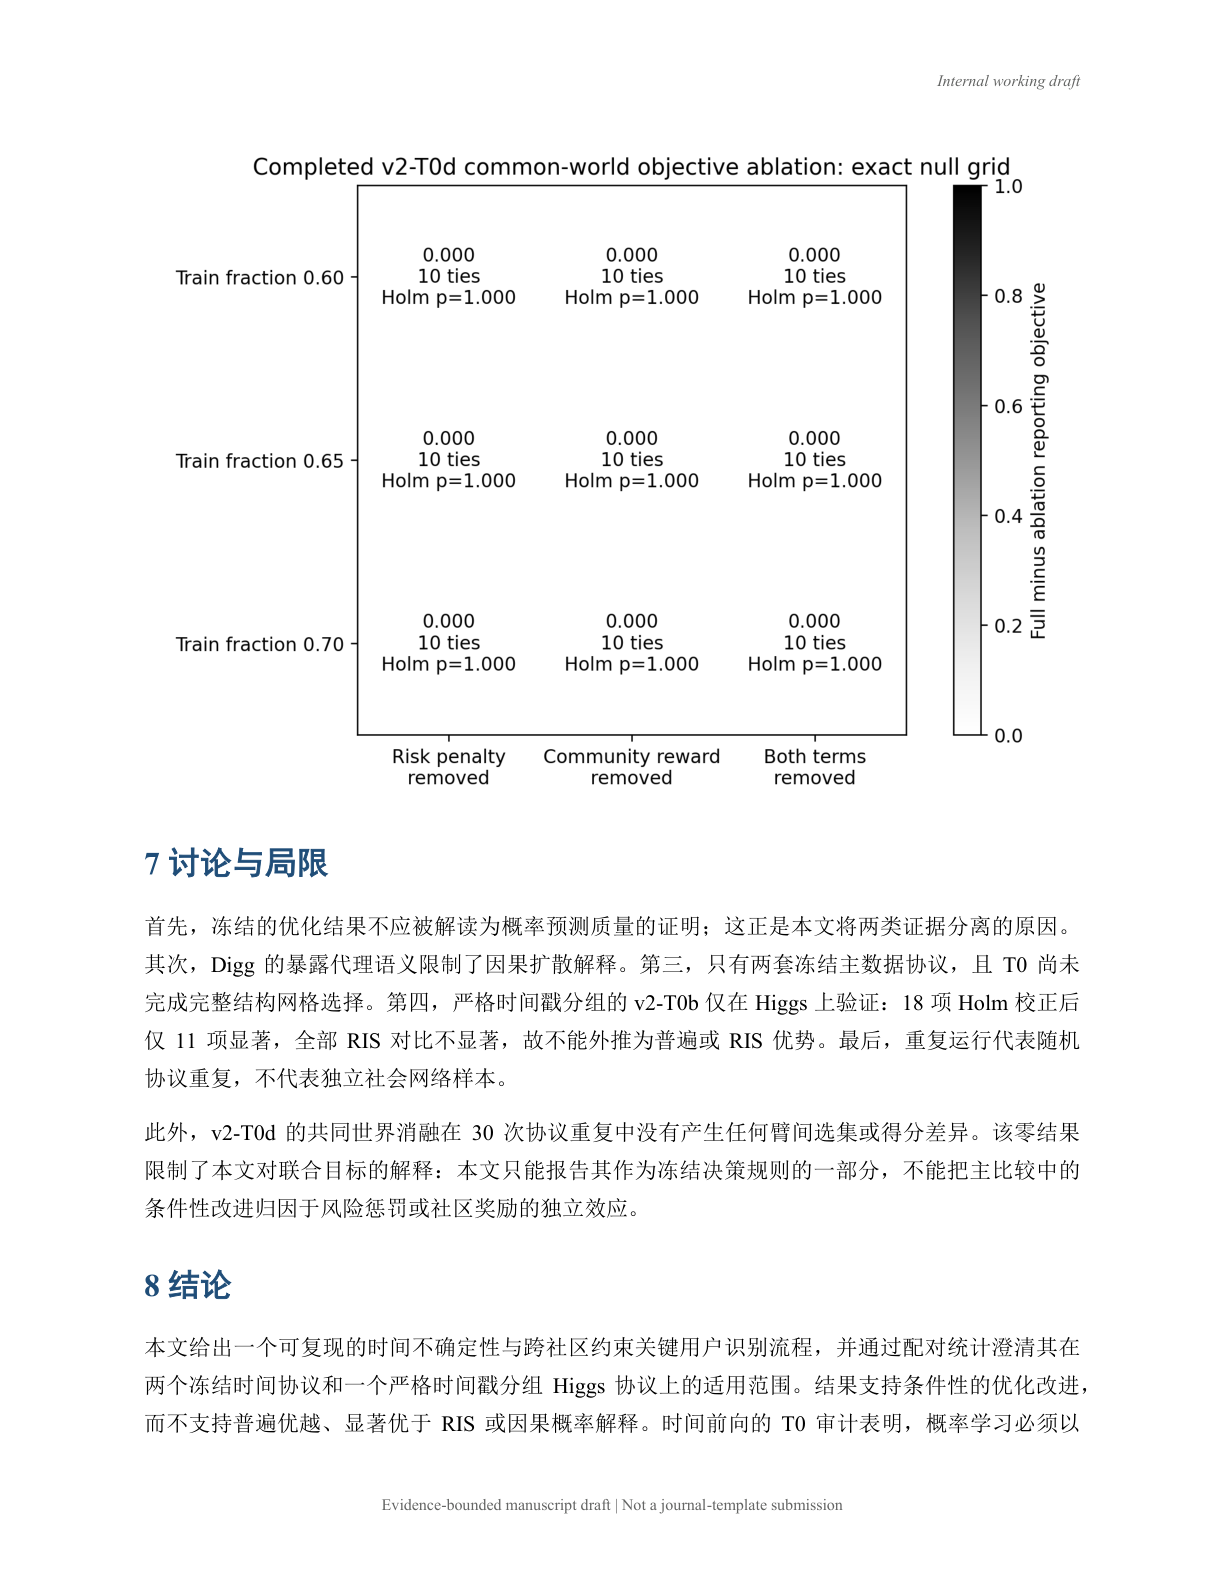 Internal working draft
Completed v2-T0d common-world objective ablation: exact null grid
Train fraction 0.60
0.000
10 ties
Holm p=1.000
0.000
10 ties
Holm p=1.000
0.000
10 ties
Holm p=1.000
Train fraction 0.65
0.000
10 ties
Holm p=1.000
0.000
10 ties
Holm p=1.000
0.000
10 ties
Holm p=1.000
Train fraction 0.70
0.000
10 ties
Holm p=1.000
0.000
10 ties
Holm p=1.000
0.000
10 ties
Holm p=1.000
Risk penalty
removed
Community reward
removed
Both terms
removed
1.0
0.8
0.6
0.4
0.2
0.0
Full minus ablation reporting objective
7 讨论与局限
首先，冻结的优化结果不应被解读为概率预测质量的证明；这正是本文将两类证据分离的原因。
其次，Digg 的暴露代理语义限制了因果扩散解释。第三，只有两套冻结主数据协议，且 T0 尚未
完成完整结构网格选择。第四，严格时间戳分组的 v2-T0b 仅在 Higgs 上验证：18 项 Holm 校正后
仅 11 项显著，全部 RIS 对比不显著，故不能外推为普遍或 RIS 优势。最后，重复运行代表随机
协议重复，不代表独立社会网络样本。
此外，v2-T0d 的共同世界消融在 30 次协议重复中没有产生任何臂间选集或得分差异。该零结果
限制了本文对联合目标的解释：本文只能报告其作为冻结决策规则的一部分，不能把主比较中的
条件性改进归因于风险惩罚或社区奖励的独立效应。
8 结论
本文给出一个可复现的时间不确定性与跨社区约束关键用户识别流程，并通过配对统计澄清其在
两个冻结时间协议和一个严格时间戳分组 Higgs 协议上的适用范围。结果支持条件性的优化改进，
而不支持普遍优越、显著优于 RIS 或因果概率解释。时间前向的 T0 审计表明，概率学习必须以
Evidence-bounded manuscript draft | Not a journal-template submission